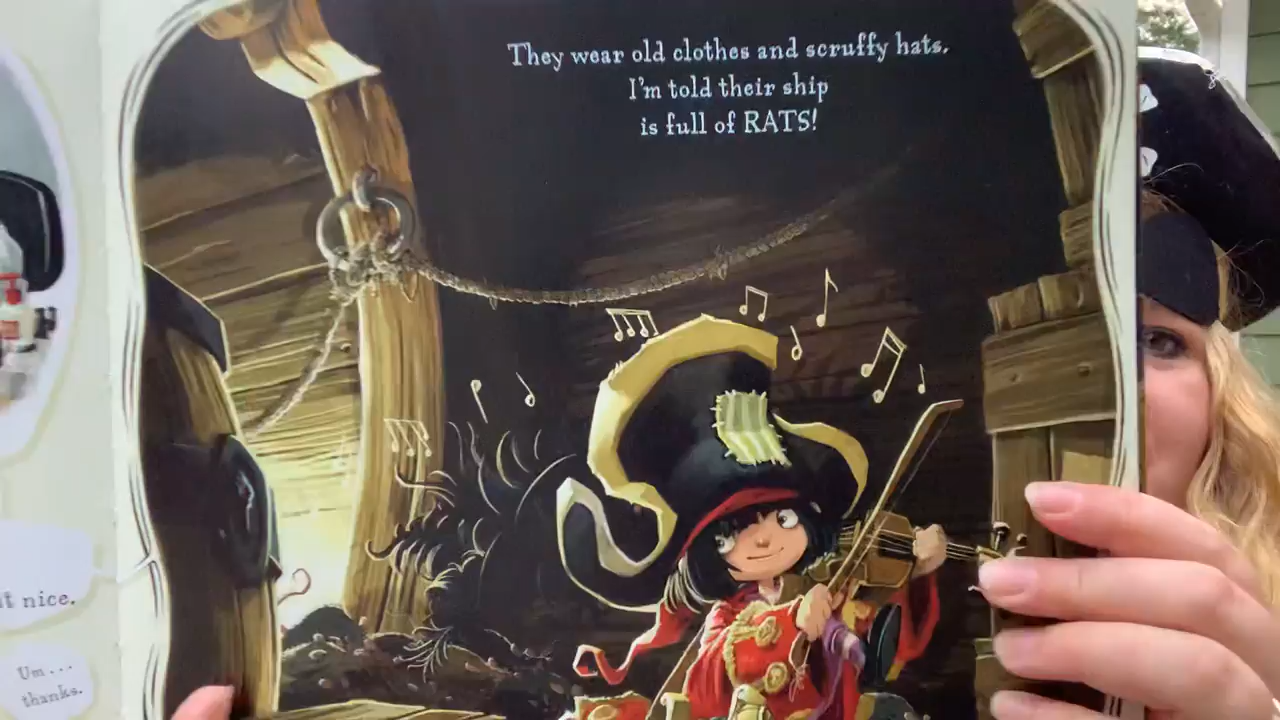 They wear old clothes and scruffy hats.
I'm told their ship
is full of RATS!
t nice.
Um...
thanks.